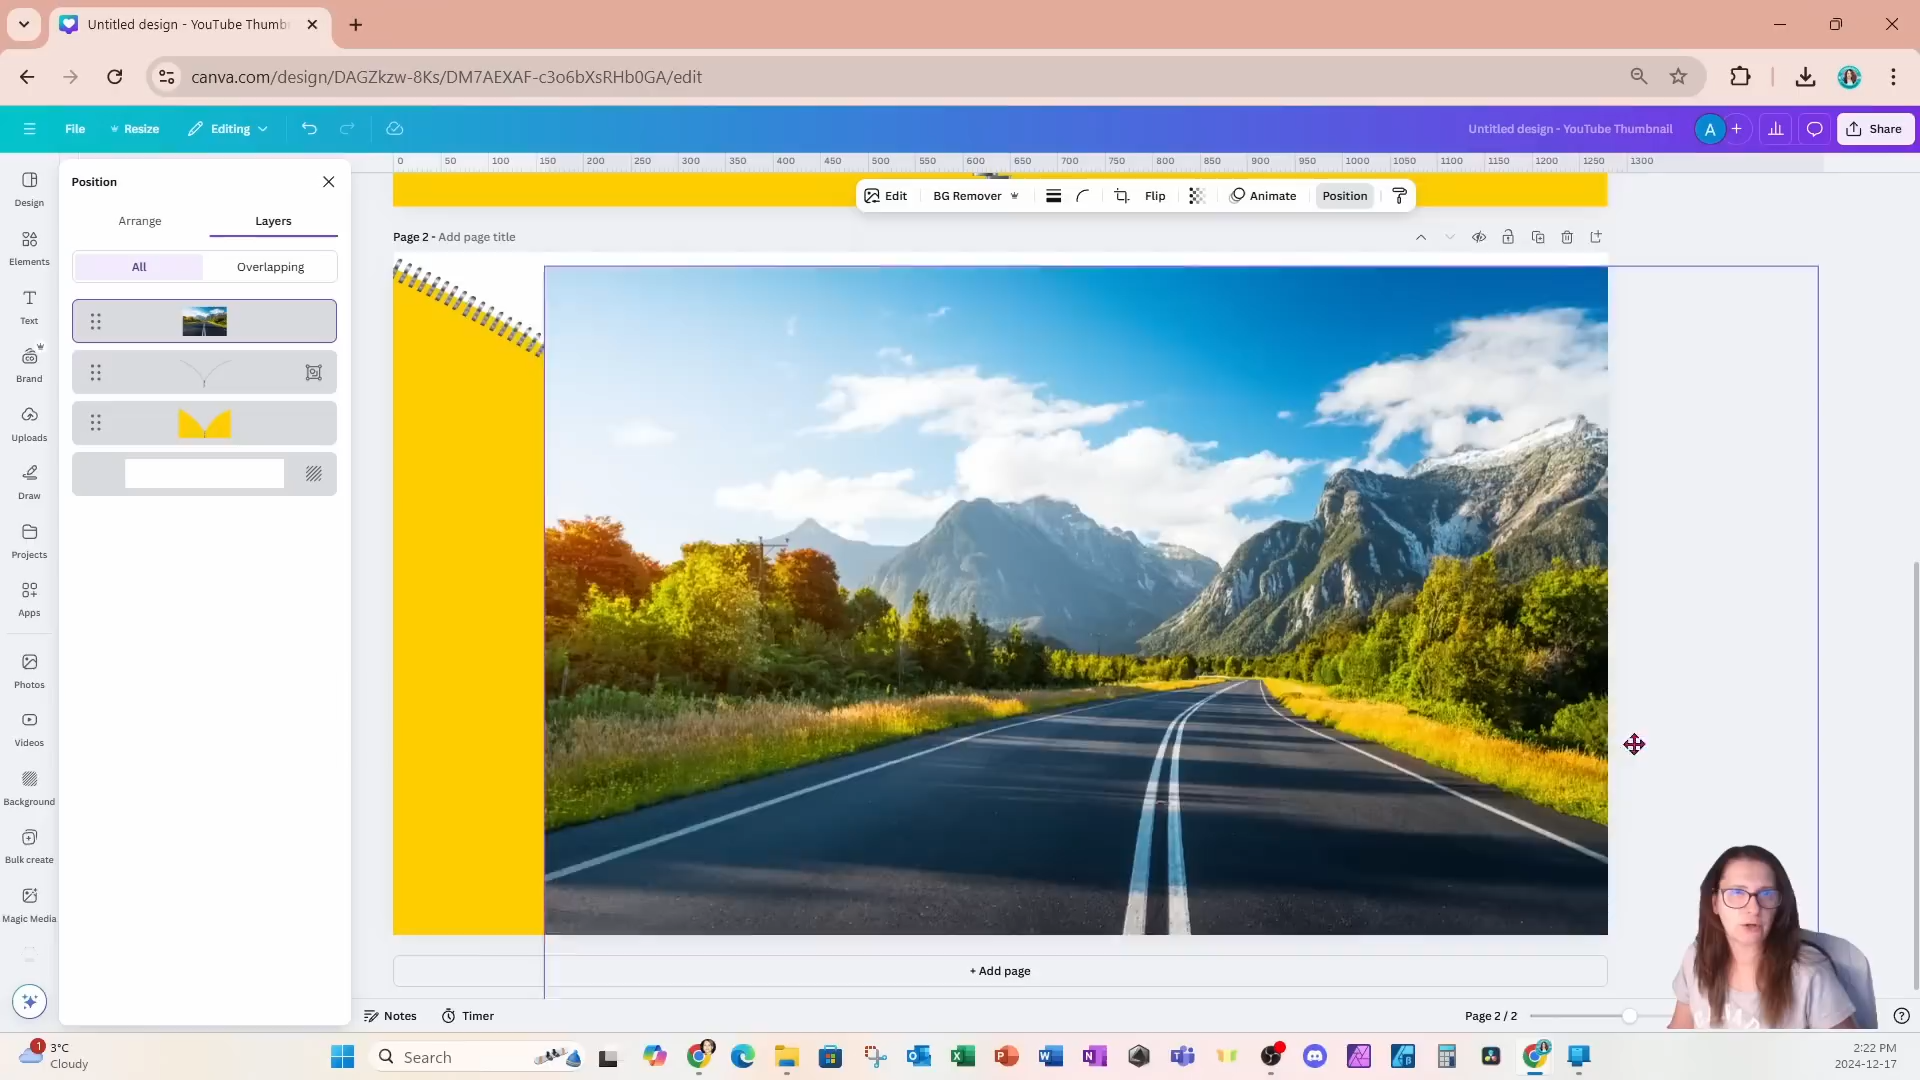 Untitled design - YouTube Thumbn
canva.com/design/DAGZkzw-8Ks/DM7AEXAF-c3o6bXsRHb0GA/edit
File
Resize
Editing
Untitled design - YouTube Thumbnail
A
Share
0 50 100 150 200 250 300 350 400 450 500 550 600 650 700 750 800 850 900 950 1000 1050 1100 1150 1200 1250 1300
Design
Elements
Text
Brand
Uploads
Draw
Projects
Apps
Photos
Videos
Background
Bulk create
Magic Media
Position
Arrange
Layers
All
Overlapping
Edit
BG Remover
Flip
Animate
Position
Page 2 - Add page title
+ Add page
Notes
Timer
Page 2 / 2
1
3°C
Cloudy
Search
2:22 PM
2024-12-17